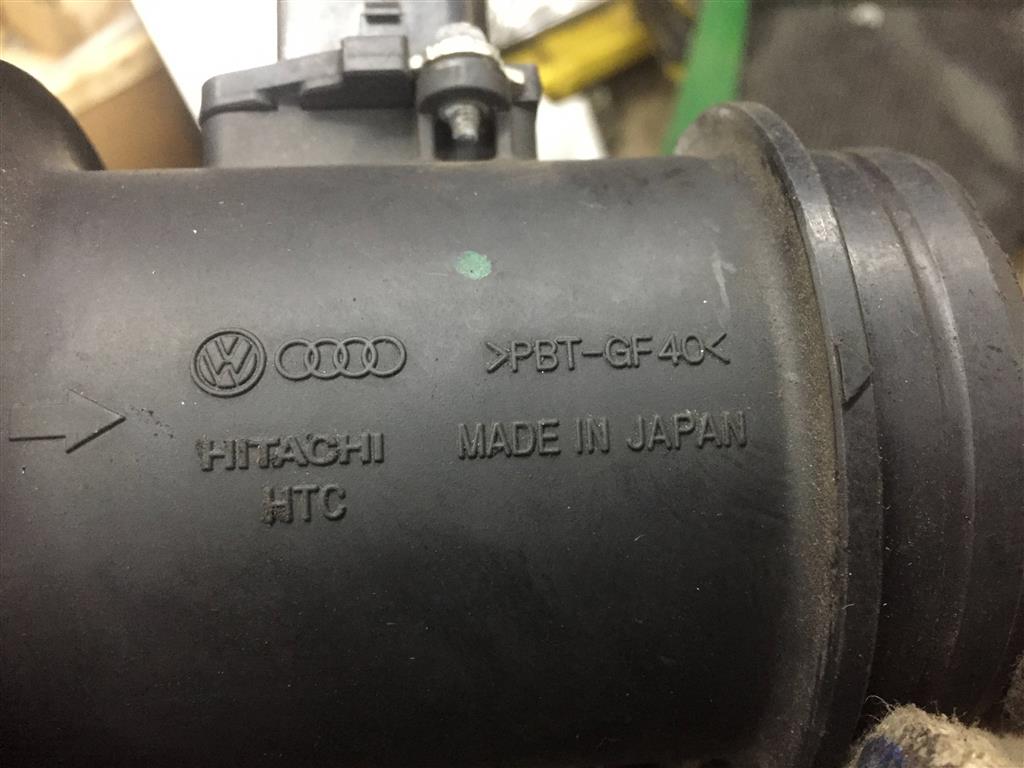 >PBT-GF40<
HITACHI MADE IN JAPAN
HTC